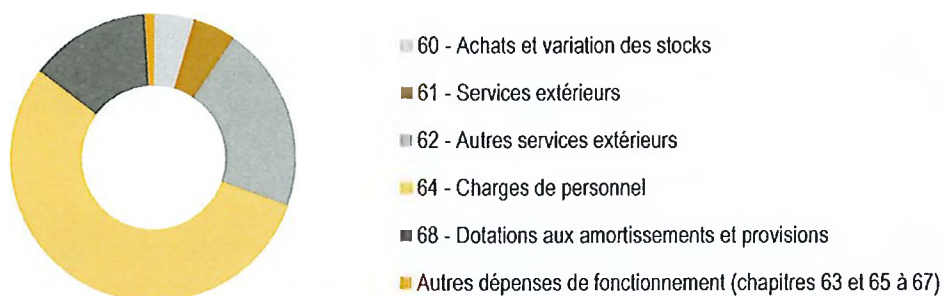 60 - Achats et variation des stocks
61 - Services extérieurs
62 - Autres services extérieurs
64 - Charges de personnel
68 - Dotations aux amortissements et provisions
Autres dépenses de fonctionnement (chapitres 63 et 65 à 67)